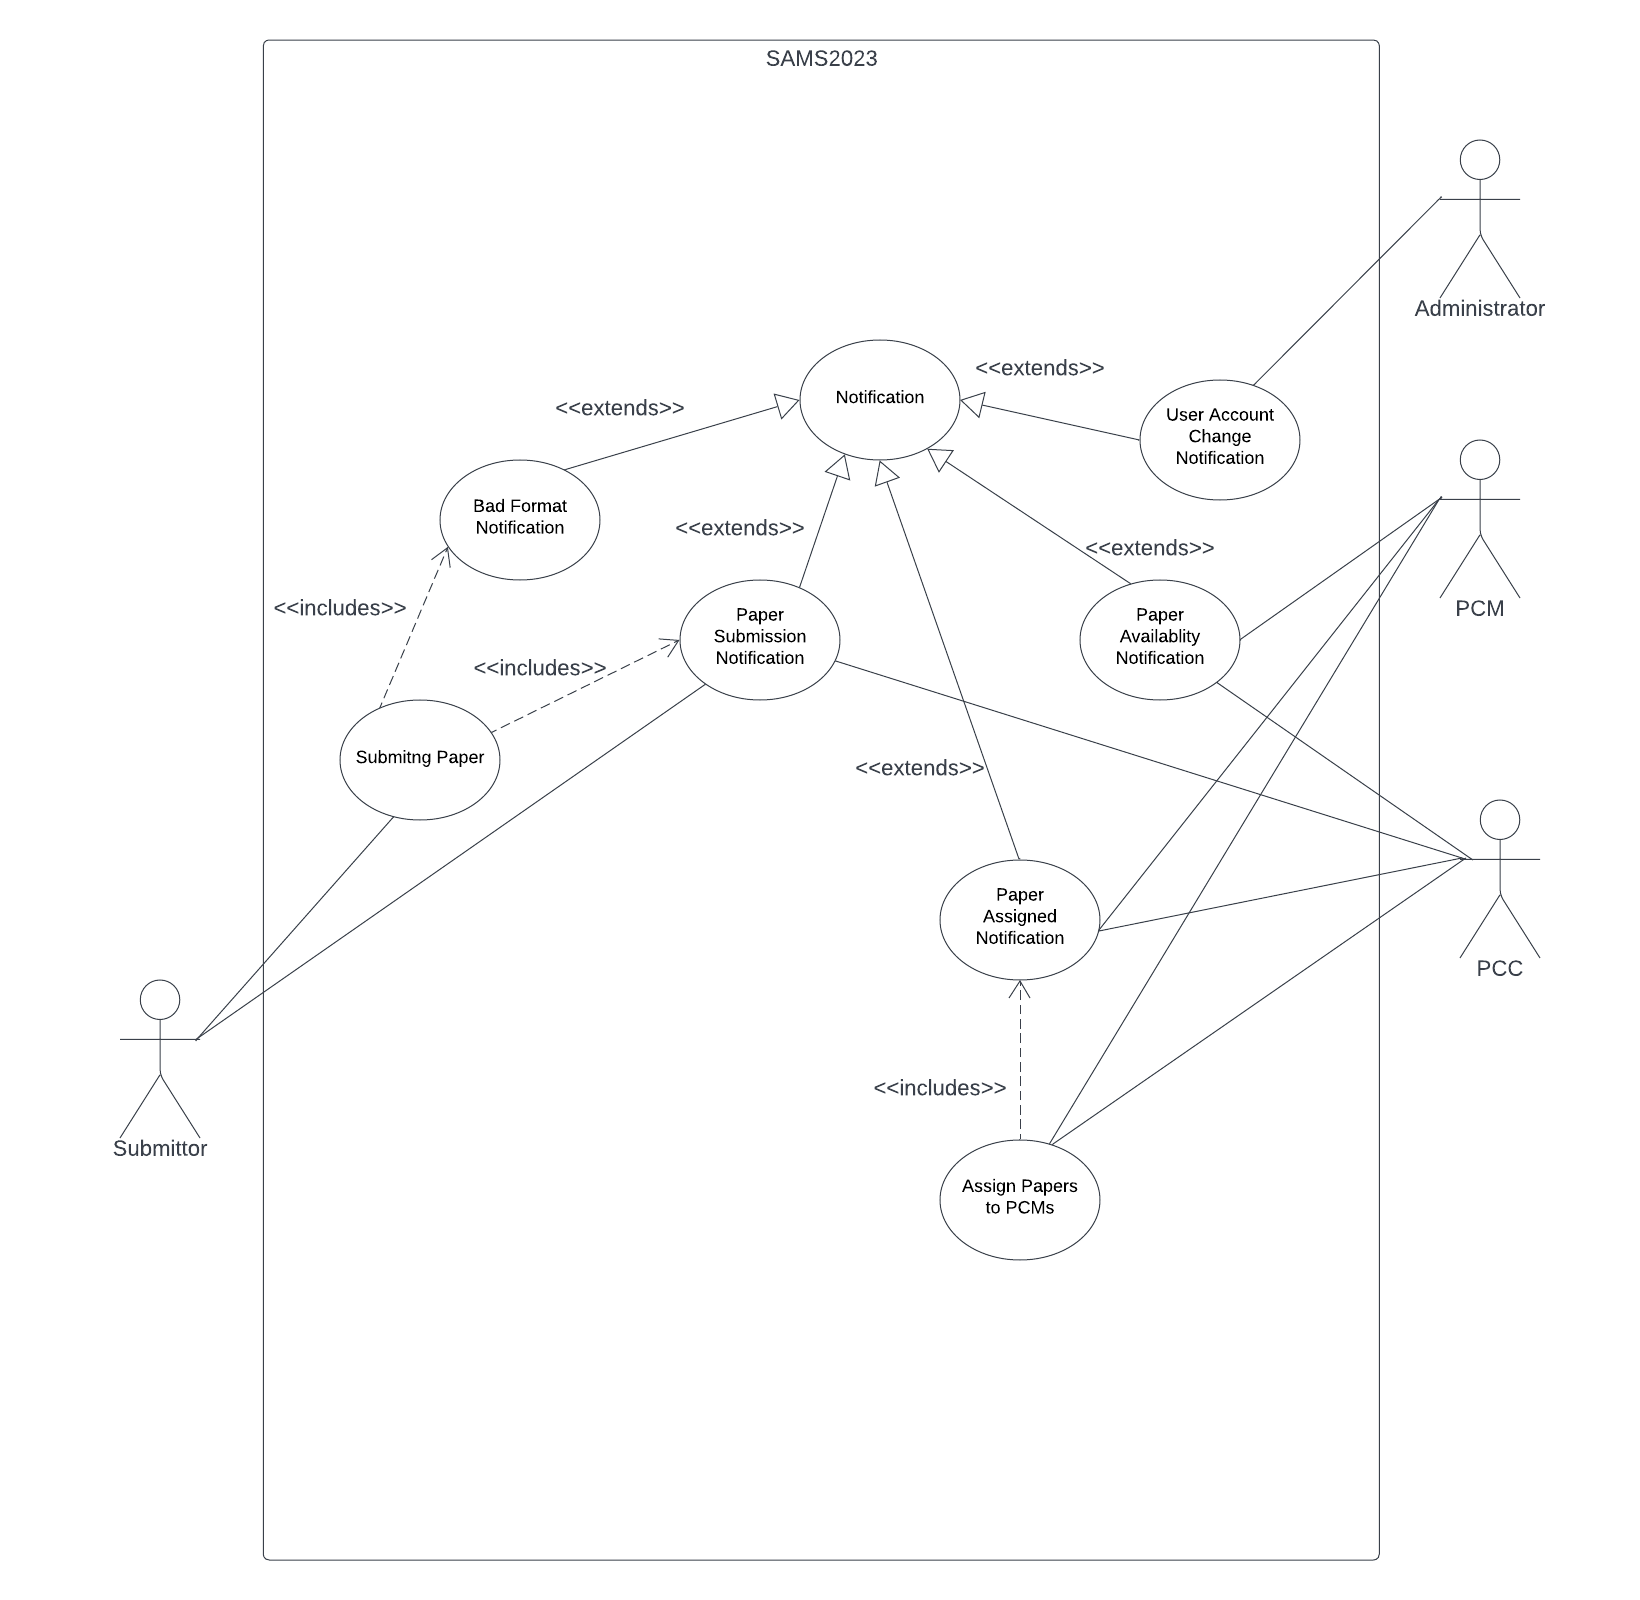 SAMS2023
Administrator
<<extends>>
Notification
<<extends>>
User Account
Change
Notification
Bad Format
Notification
<<extends>>
<<extends>>
<<includes>>
Paper
Submission
Notification
Paper
Availablity
Notification
PCM
<<includes>>
Submitng Paper
<<extends>>
Paper
Assigned
Notification
PCC
<<includes>>
Submittor
Assign Papers
to PCMs